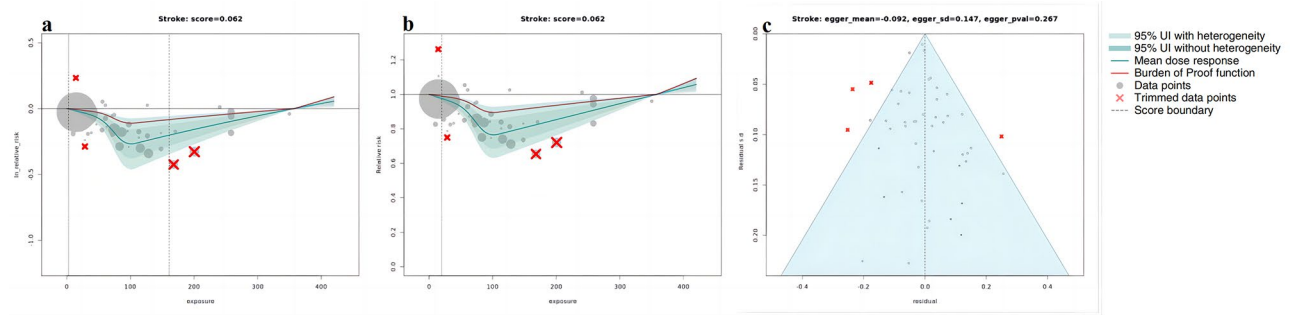 a
Stroke: score=0.062
ln_relative_risk
0.5
0.0
-0.5
-1.0
0
100
200
300
400
exposure
b
Stroke: score=0.062
Relative risk
1.2
1.0
0.8
0.6
0.4
0.2
0.0
0
100
200
300
400
exposure
c
Stroke: egger_mean=-0.092, egger_sd=0.147, egger_pval=0.267
0.00
0.05
0.10
0.15
0.20
-0.4
-0.2
0.0
0.2
0.4
residual
95% UI with heterogeneity
95% UI without heterogeneity
Mean dose response
Burden of Proof function
Data points
Trimmed data points
Score boundary